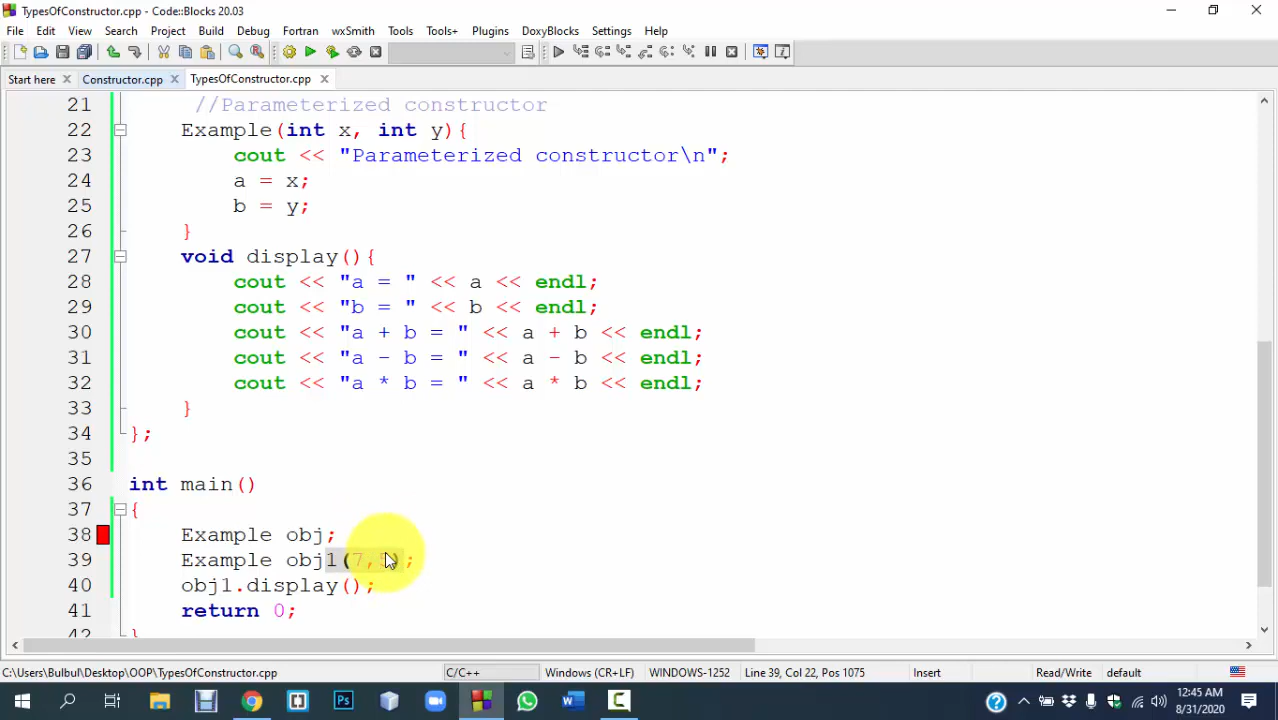 TypesOfConstructor.cpp - Code::Blocks 20.03
File Edit View Search Project Build Debug Fortran wxSmith Tools Tools+ Plugins DoxyBlocks Settings Help
Start here Constructor.cpp TypesOfConstructor.cpp
21 //Parameterized constructor
22 Example(int x, int y){
23 cout << "Parameterized constructor\n";
24 a = x;
25 b = y;
26 }
27 void display(){
28 cout << "a = " << a << endl;
29 cout << "b = " << b << endl;
30 cout << "a + b = " << a + b << endl;
31 cout << "a - b = " << a - b << endl;
32 cout << "a * b = " << a * b << endl;
33 }
34 };
35
36 int main()
37 {
38 Example obj;
39 Example obj1(7,5);
40 obj1.display();
41 return 0;
42 }
C:\Users\Bulbul\Desktop\OOP\TypesOfConstructor.cpp C/C++ Windows (CR+LF) WINDOWS-1252 Line 39, Col 22, Pos 1075 Insert Read/Write default
12:45 AM
8/31/2020